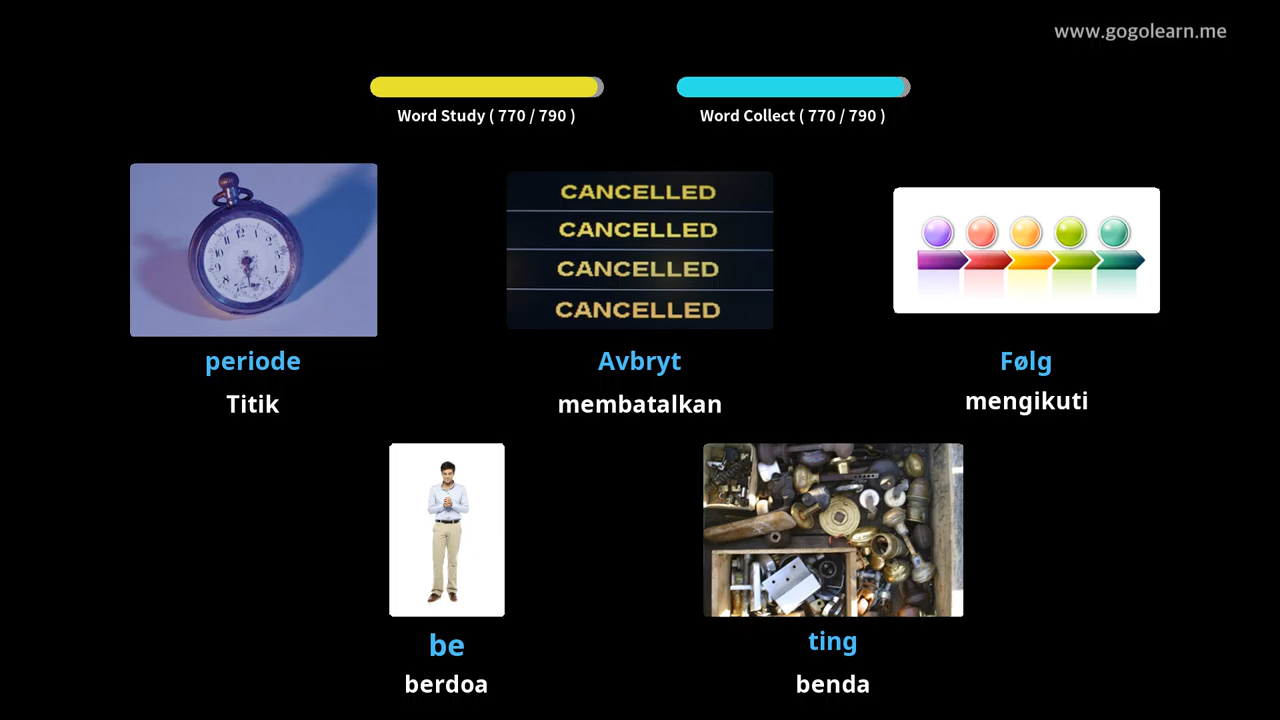 www.gogolearn.me
Word Study ( 770 / 790 )
Word Collect ( 770 / 790 )
CANCELLED
CANCELLED
CANCELLED
CANCELLED
periode
Avbryt
Følg
Titik
membatalkan
mengikuti
be
ting
berdoa
benda